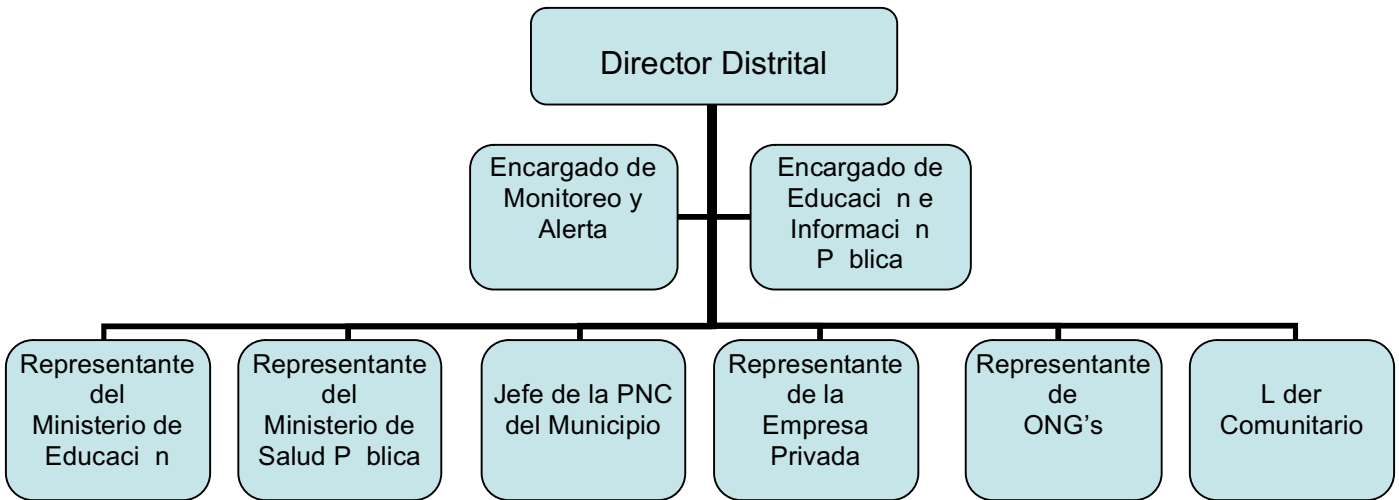 Director Distrital
Encargado de
Monitoreo y
Alerta
Encargado de
Educaci n e
Informaci n
P blica
Representante
del
Ministerio de
Educaci n
Representante
del
Ministerio de
Salud P blica
Jefe de la PNC
del Municipio
Representante
de la
Empresa
Privada
Representante
de
ONG's
L der
Comunitario